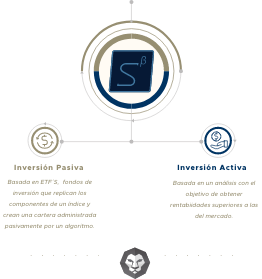 S β
Inversión Pasiva
Basada en ETF´S, fondos de
inversión que replican los
componentes de un índice y
crean una cartera administrada
pasivamente por un algoritmo.
Inversión Activa
Basada en un análisis con el
objetivo de obtener
rentabilidades superiores a las
del mercado.